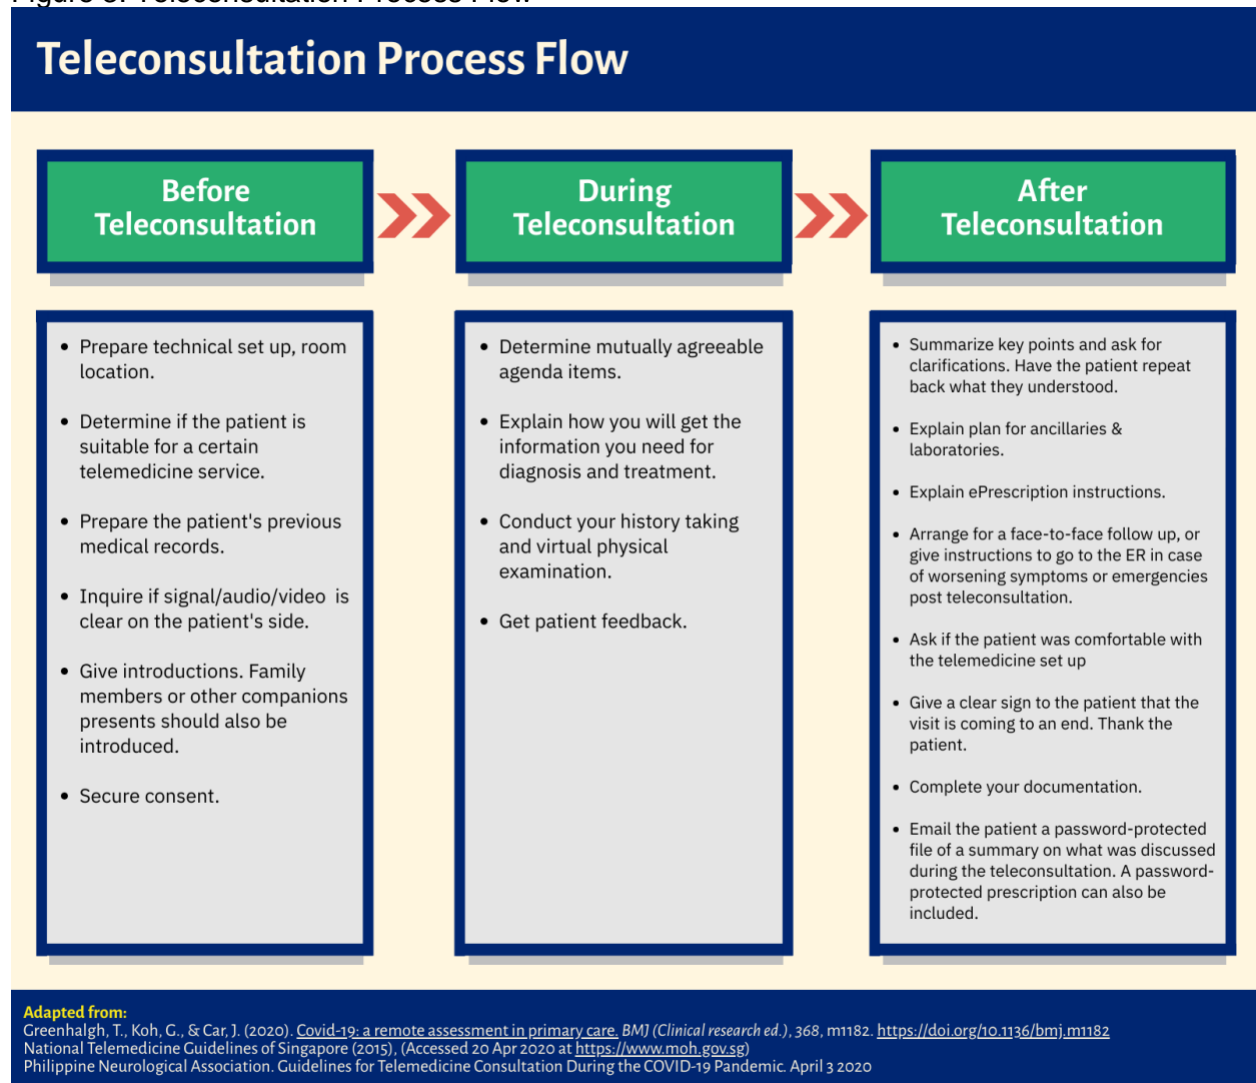 Figure 3. Teleconsultation Process Flow
Teleconsultation Process Flow
Before
Teleconsultation
During
Teleconsultation
After
Teleconsultation
• Prepare technical set up, room
location.
• Determine if the patient is
suitable for a certain
telemedicine service.
• Prepare the patient's previous
medical records.
• Inquire if signal/audio/video is
clear on the patient's side.
• Give introductions. Family
members or other companions
presents should also be
introduced.
• Secure consent.
• Determine mutually agreeable
agenda items.
• Explain how you will get the
information you need for
diagnosis and treatment.
• Conduct your history taking
and virtual physical
examination.
• Get patient feedback.
• Summarize key points and ask for
clarifications. Have the patient repeat
back what they understood.
• Explain plan for ancillaries &
laboratories.
• Explain ePrescription instructions.
• Arrange for a face-to-face follow up, or
give instructions to go to the ER in case
of worsening symptoms or emergencies
post teleconsultation.
• Ask if the patient was comfortable with
the telemedicine set up
• Give a clear sign to the patient that the
visit is coming to an end. Thank the
patient.
• Complete your documentation.
• Email the patient a password-protected
file of a summary on what was discussed
during the teleconsultation. A password-
protected prescription can also be
included.
Adapted from:
Greenhalgh, T., Koh, G., & Car, J. (2020). Covid-19: a remote assessment in primary care. BMJ (Clinical research ed.), 368, m1182. https://doi.org/10.1136/bmj.m1182
National Telemedicine Guidelines of Singapore (2015), (Accessed 20 Apr 2020 at https://www.moh.gov.sg)
Philippine Neurological Association. Guidelines for Telemedicine Consultation During the COVID-19 Pandemic. April 3 2020